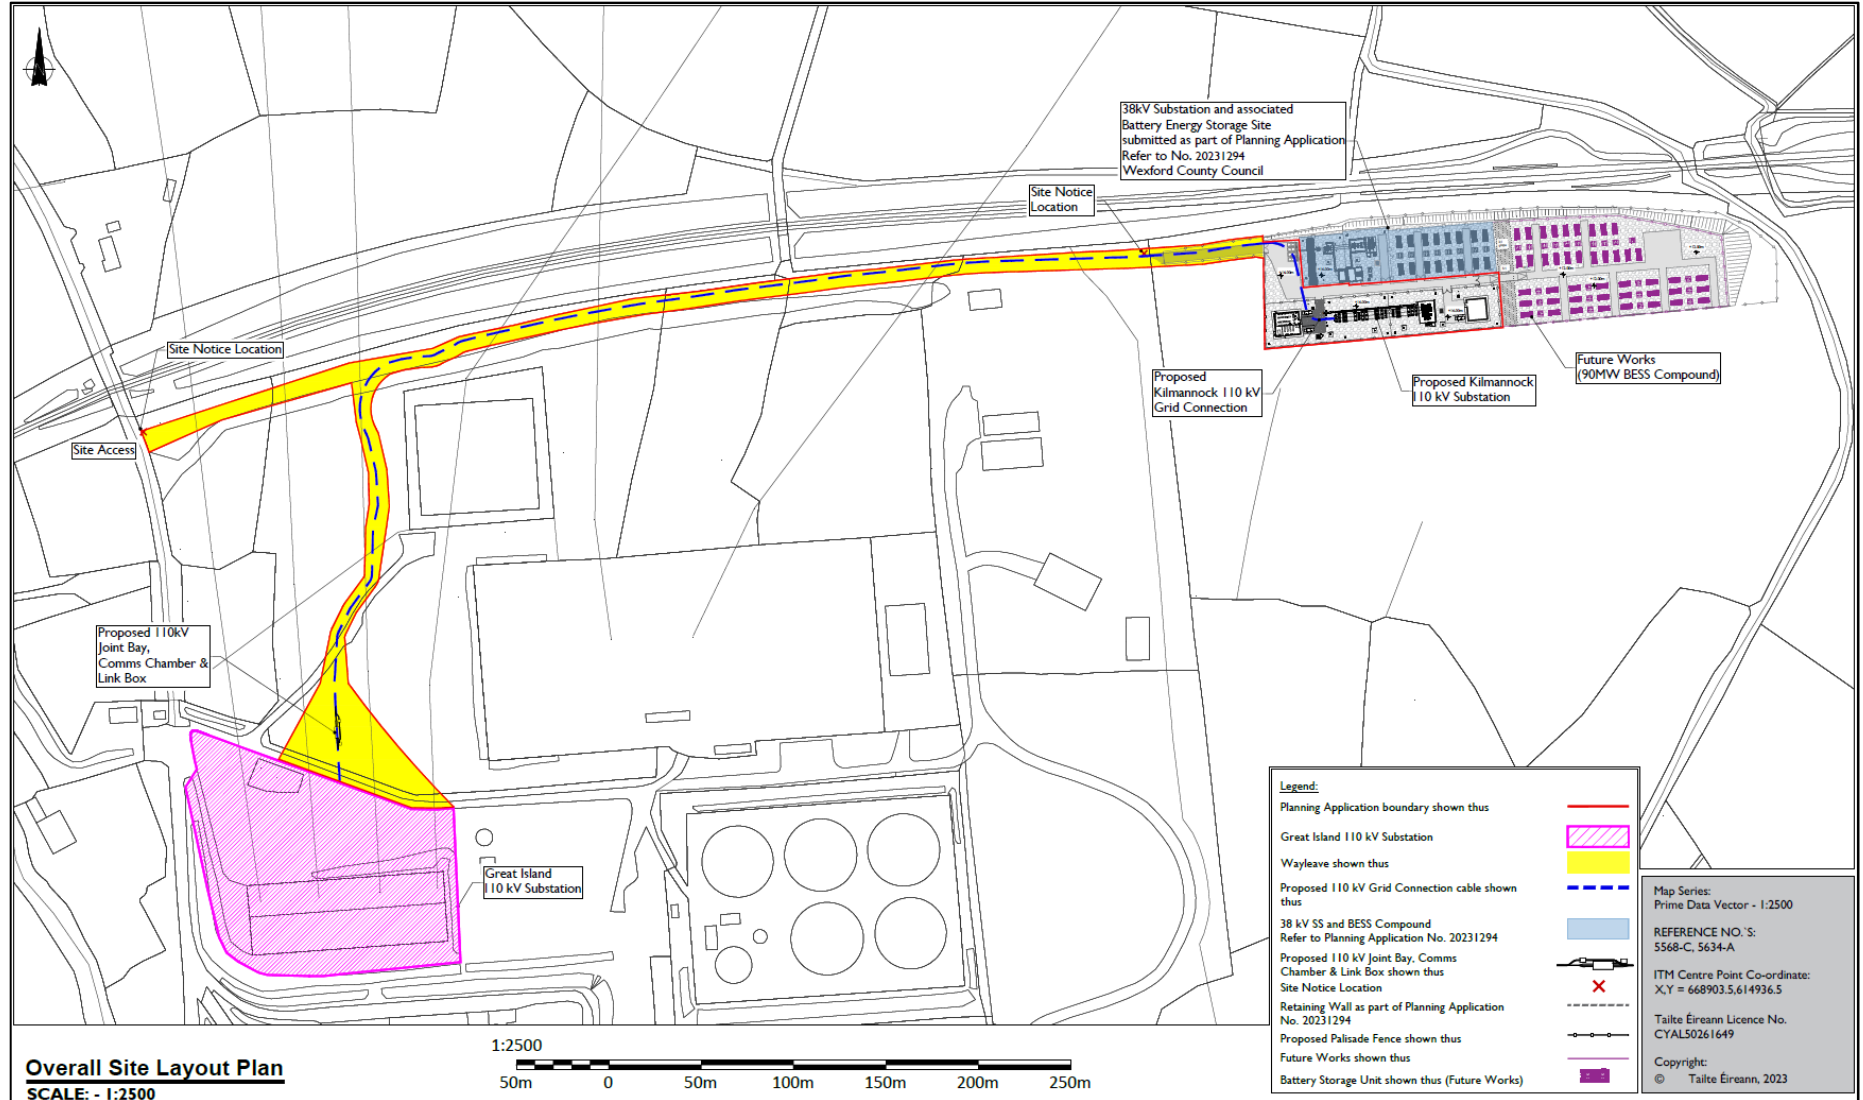 38kV Substation and associated
Battery Energy Storage Site
submitted as part of Planning Application
Refer to No. 20231294
Wexford County Council
Site Notice
Location
Site Notice Location
Site Access
Proposed
Kilmannock 110 kV
Grid Connection
Proposed Kilmannock
110 kV Substation
Future Works
(90MW BESS Compound)
Proposed 110kV
Joint Bay,
Comms Chamber &
Link Box
Great Island
110 kV Substation
Legend:
Planning Application boundary shown thus
Great Island 110 kV Substation
Wayleave shown thus
Proposed 110 kV Grid Connection cable shown
thus
38 kV SS and BESS Compound
Refer to Planning Application No. 20231294
Proposed 110 kV Joint Bay, Comms
Chamber & Link Box shown thus
Site Notice Location
Retaining Wall as part of Planning Application
No. 20231294
Proposed Palisade Fence shown thus
Future Works shown thus
Battery Storage Unit shown thus (Future Works)
Map Series:
Prime Data Vector - 1:2500
REFERENCE NO.`S:
5568-C, 5634-A
ITM Centre Point Co-ordinate:
X,Y = 668903.5,614936.5
Tailte Éireann Licence No.
CYAL50261649
Copyright:
© Tailte Éireann, 2023
Overall Site Layout Plan
SCALE: - 1:2500
1:2500
50m 0 50m 100m 150m 200m 250m